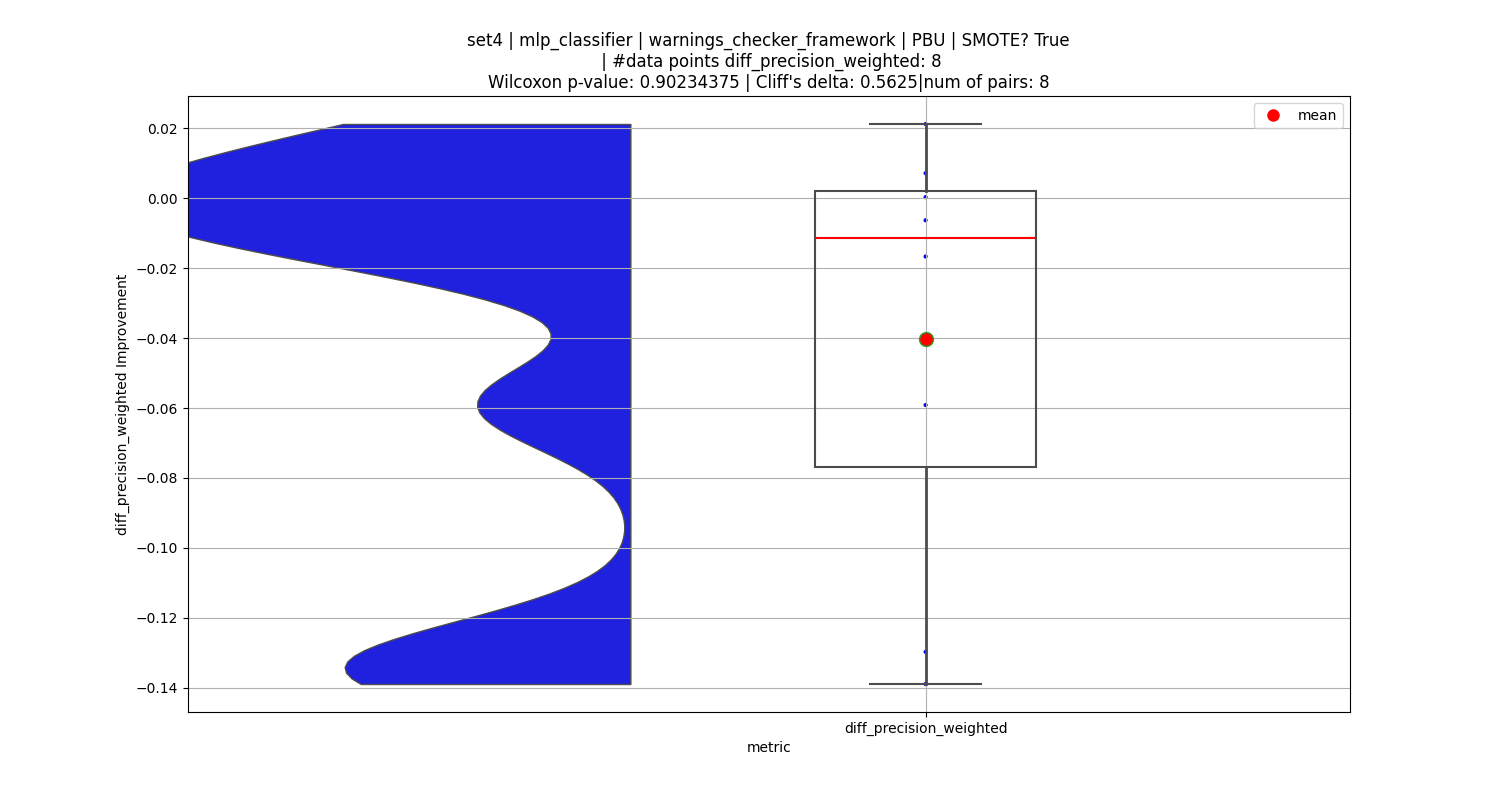 set4 | mlp_classifier | warnings_checker_framework | PBU | SMOTE? True
| #data points diff_precision_weighted: 8
Wilcoxon p-value: 0.90234375 | Cliff's delta: 0.5625|num of pairs: 8
mean
0.02
0.00
−0.02
−0.04
−0.06
−0.08
−0.10
−0.12
−0.14
diff_precision_weighted Improvement
diff_precision_weighted
metric